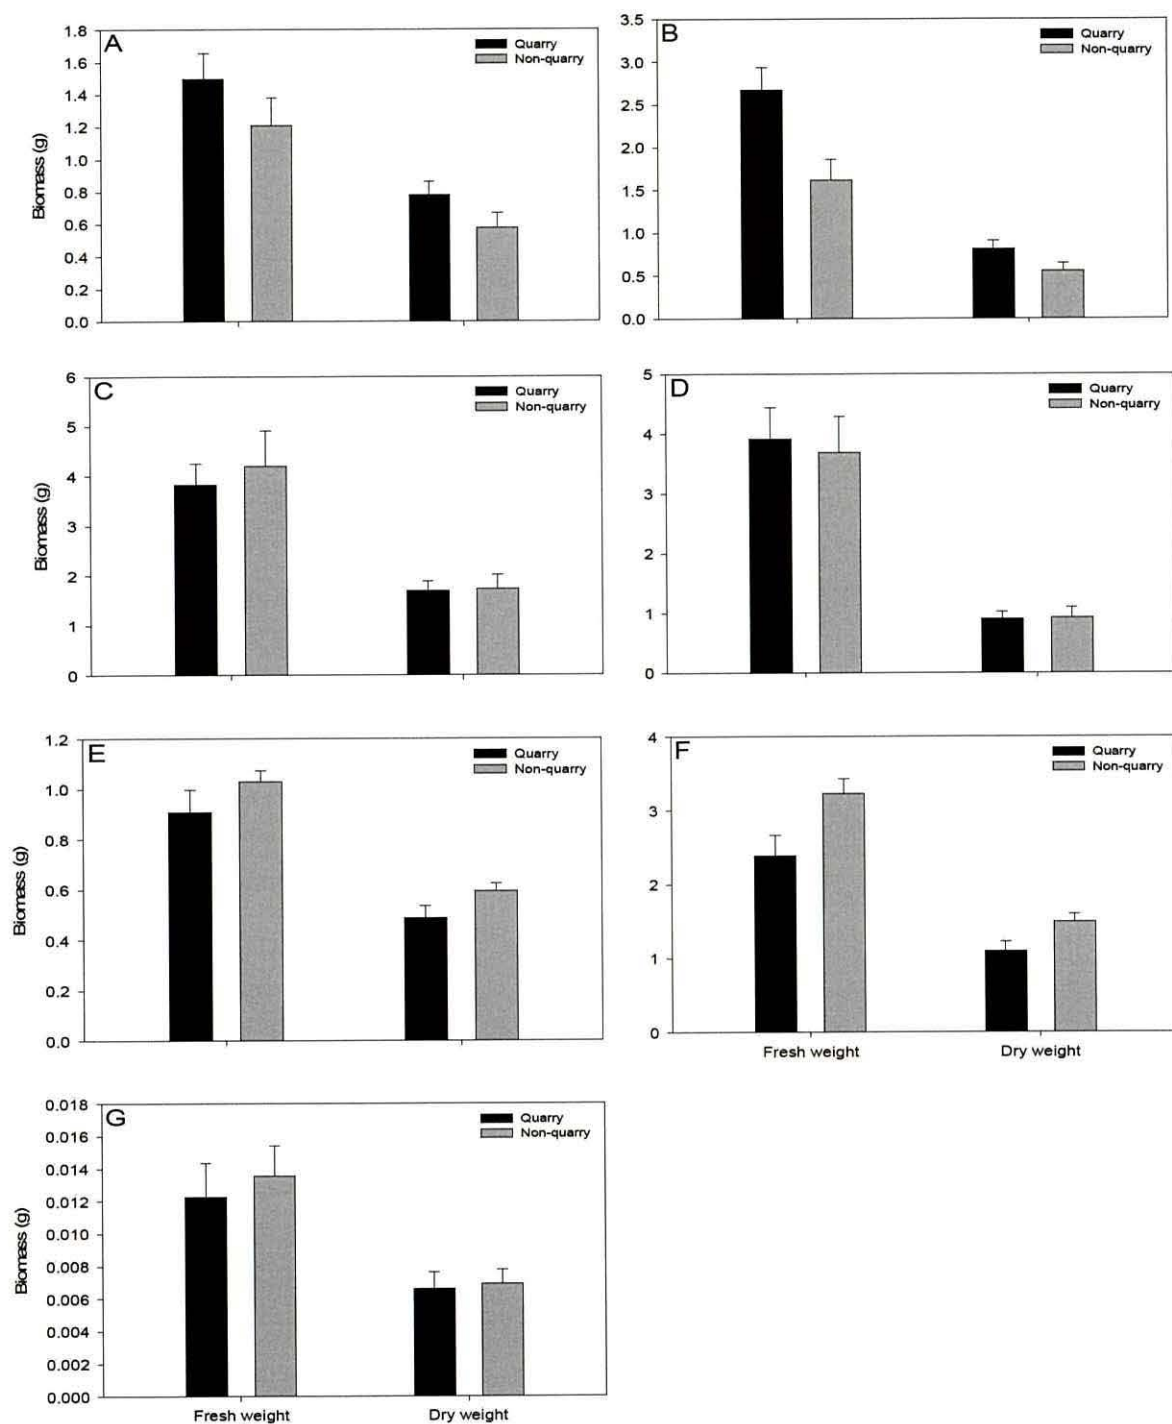 A
Quarry
Non-quarry
Biomass (g)
1.8
1.6
1.4
1.2
1.0
0.8
0.6
0.4
0.2
0.0
B
Quarry
Non-quarry
3.5
3.0
2.5
2.0
1.5
1.0
0.5
0.0
C
Quarry
Non-quarry
Biomass (g)
6
5
4
3
2
1
0
D
Quarry
Non-quarry
5
4
3
2
1
0
E
Quarry
Non-quarry
Biomass (g)
1.2
1.0
0.8
0.6
0.4
0.2
0.0
F
Quarry
Non-quarry
4
3
2
1
0
Fresh weight Dry weight
G
Quarry
Non-quarry
Biomass (g)
0.018
0.016
0.014
0.012
0.010
0.008
0.006
0.004
0.002
0.000
Fresh weight Dry weight